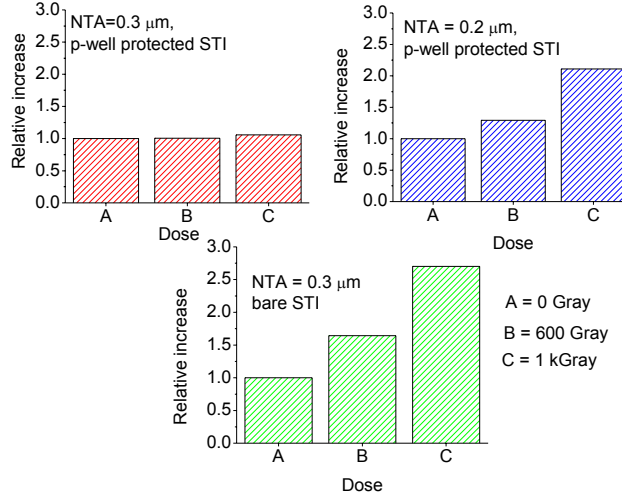 NTA=0.3 μm,
p-well protected STI
Relative increase
3.0
2.5
2.0
1.5
1.0
0.5
0.0
A B C
Dose
NTA = 0.2 μm,
p-well protected STI
Relative increase
3.0
2.5
2.0
1.5
1.0
0.5
0.0
A B C
Dose
NTA = 0.3 μm
bare STI
Relative increase
3.0
2.5
2.0
1.5
1.0
0.5
0.0
A B C
Dose
A = 0 Gray
B = 600 Gray
C = 1 kGray